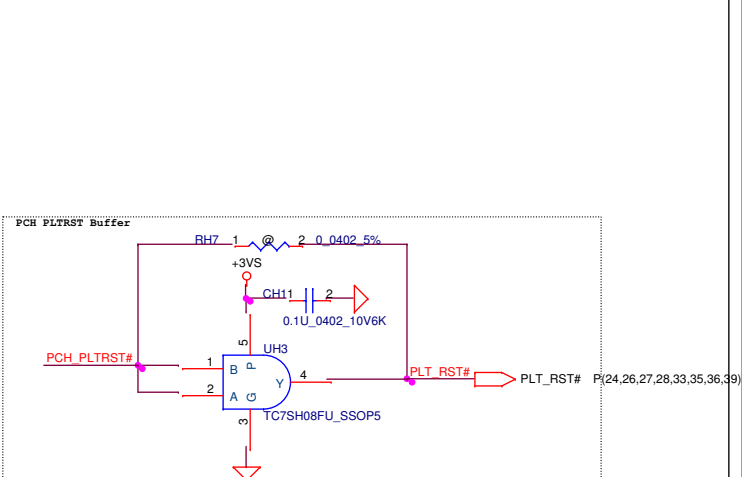 PCH PLTRST Buffer
RH7 1 @ 2 0_0402_5%
+3VS
CH11 1 2
0.1U_0402_10V6K
5
UH3
PCH_PLTRST#
1 B P
4
Y
PLT_RST#
PLT_RST# P(24,26,27,28,33,35,36,39)
2 A G
TC7SH08FU_SSOP5
3